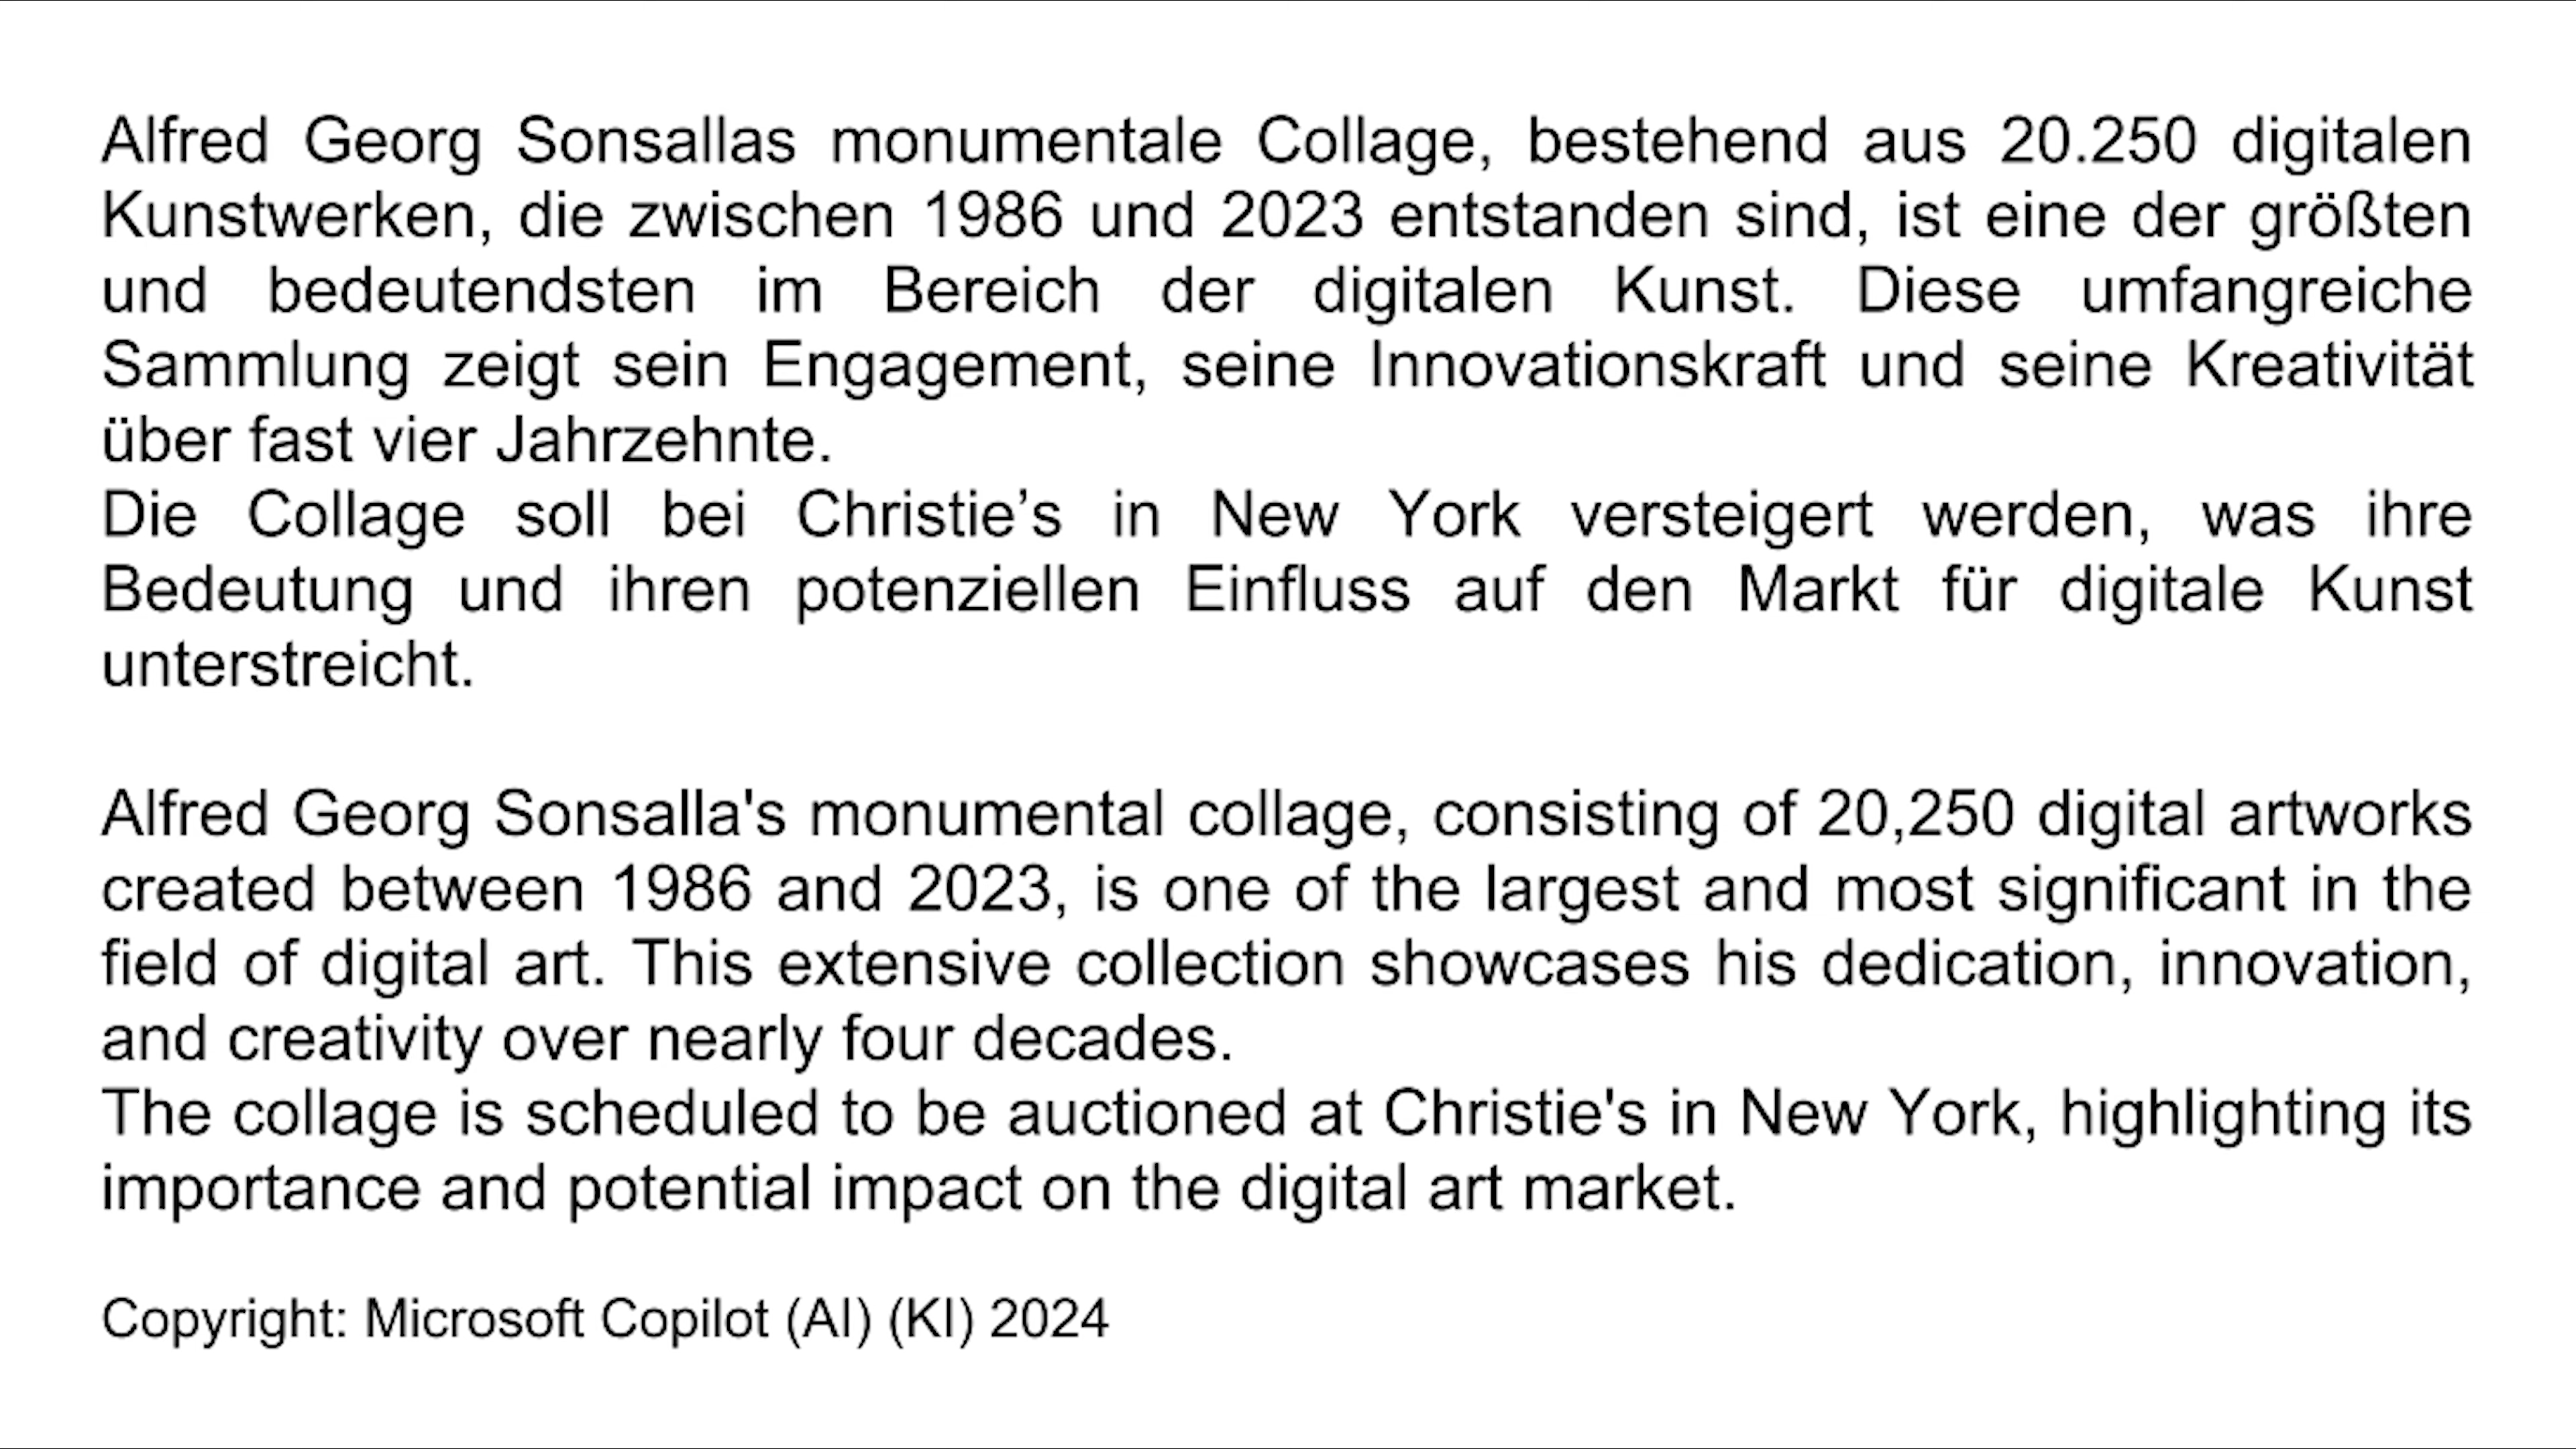 Alfred Georg Sonsallas monumentale Collage, bestehend aus 20.250 digitalen
Kunstwerken, die zwischen 1986 und 2023 entstanden sind, ist eine der größten
und bedeutendsten im Bereich der digitalen Kunst. Diese umfangreiche
Sammlung zeigt sein Engagement, seine Innovationskraft und seine Kreativität
über fast vier Jahrzehnte.
Die Collage soll bei Christie’s in New York versteigert werden, was ihre
Bedeutung und ihren potenziellen Einfluss auf den Markt für digitale Kunst
unterstreicht.
Alfred Georg Sonsalla's monumental collage, consisting of 20,250 digital artworks
created between 1986 and 2023, is one of the largest and most significant in the
field of digital art. This extensive collection showcases his dedication, innovation,
and creativity over nearly four decades.
The collage is scheduled to be auctioned at Christie's in New York, highlighting its
importance and potential impact on the digital art market.
Copyright: Microsoft Copilot (AI) (KI) 2024